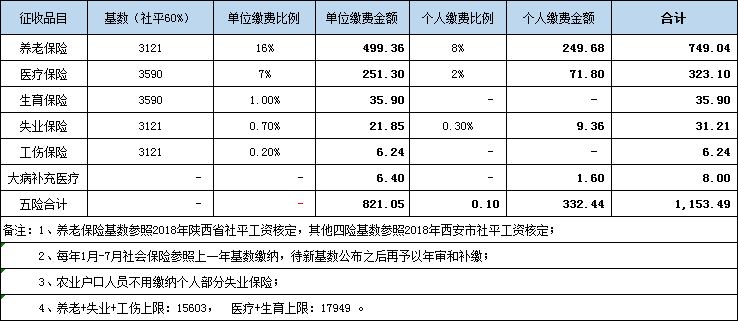 征收品目 基数（社平60%） 单位缴费比例 单位缴费金额 个人缴费比例 个人缴费金额 合计
养老保险 3121 16% 499.36 8% 249.68 749.04
医疗保险 3590 7% 251.30 2% 71.80 323.10
生育保险 3590 1.00% 35.90 - - 35.90
失业保险 3121 0.70% 21.85 0.30% 9.36 31.21
工伤保险 3121 0.20% 6.24 - - 6.24
大病补充医疗 - - 6.40 - 1.60 8.00
五险合计 - - 821.05 0.10 332.44 1,153.49
备注：1、养老保险基数参照2018年陕西省社平工资核定，其他四险基数参照2018年西安市社平工资核定；
2、每年1月-7月社会保险参照上一年基数缴纳，待新基数公布之后再予以年审和补缴；
3、农业户口人员不用缴纳个人部分失业保险；
4、养老+失业+工伤上限：15603， 医疗+生育上限：17949 。